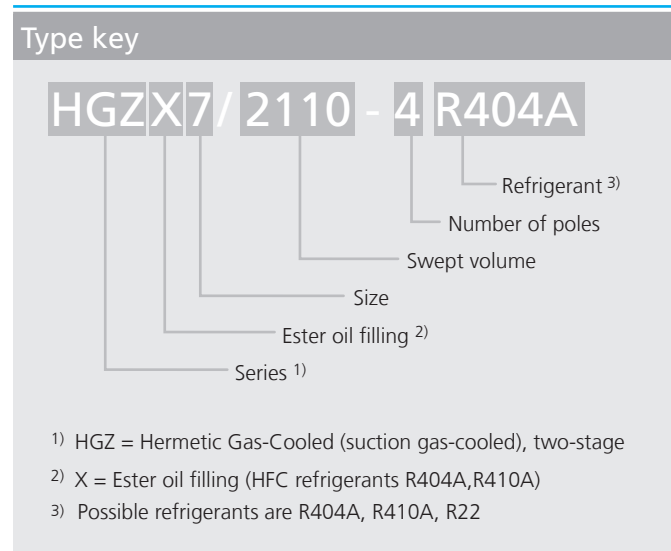 Type key
HGZX7/ 2110 - 4 R404A
Refrigerant 3)
Number of poles
Swept volume
Size
Ester oil filling 2)
Series 1)
1) HGZ = Hermetic Gas-Cooled (suction gas-cooled), two-stage
2) X = Ester oil filling (HFC refrigerants R404A,R410A)
3) Possible refrigerants are R404A, R410A, R22